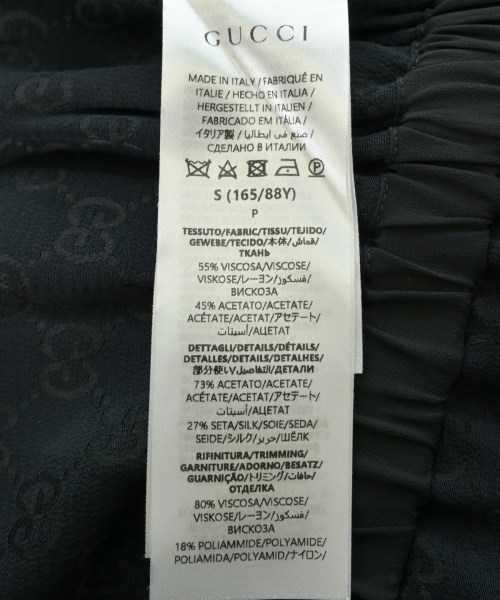 GUCCI
MADE IN ITALY / FABRIQUÉ EN
ITALIE / HECHO EN ITALIA /
HERGESTELLT IN ITALIEN /
FABRICADO EM ITÁLIA /
イタリア製 / صنع في ايطاليا /
СДЕЛАНО В ИТАЛИИ
P
S (165/88Y)
P
TESSUTO/FABRIC/TISSU/TEJIDO/
GEWEBE/TECIDO/本体/قماش/
ТКАНЬ
55% VISCOSA/VISCOSE/
VISKOSE/レーヨン/فسكوز/
ВИСКОЗА
45% ACETATO/ACETATE/
ACÉTATE/ACETAT/アセテート/
أسيتات/АЦЕТАТ
DETTAGLI/DETAILS/DÉTAILS/
DETALLES/DETAILS/DETALHES/
部分使い/التفاصيل/ДЕТАЛИ
73% ACETATO/ACETATE/
ACÉTATE/ACETAT/アセテート/
أسيتات/АЦЕТАТ
27% SETA/SILK/SOIE/SEDA/
SEIDE/シルク/حرير/ШЁЛК
RIFINITURA/TRIMMING/
GARNITURE/ADORNO/BESATZ/
GUARNIÇÃO/トリミング/حافة/
ОТДЕЛКА
80% VISCOSA/VISCOSE/
VISKOSE/レーヨン/فسكوز/
ВИСКОЗА
18% POLIAMMIDE/POLYAMIDE/
POLIAMIDA/POLYAMID/ナイロン/